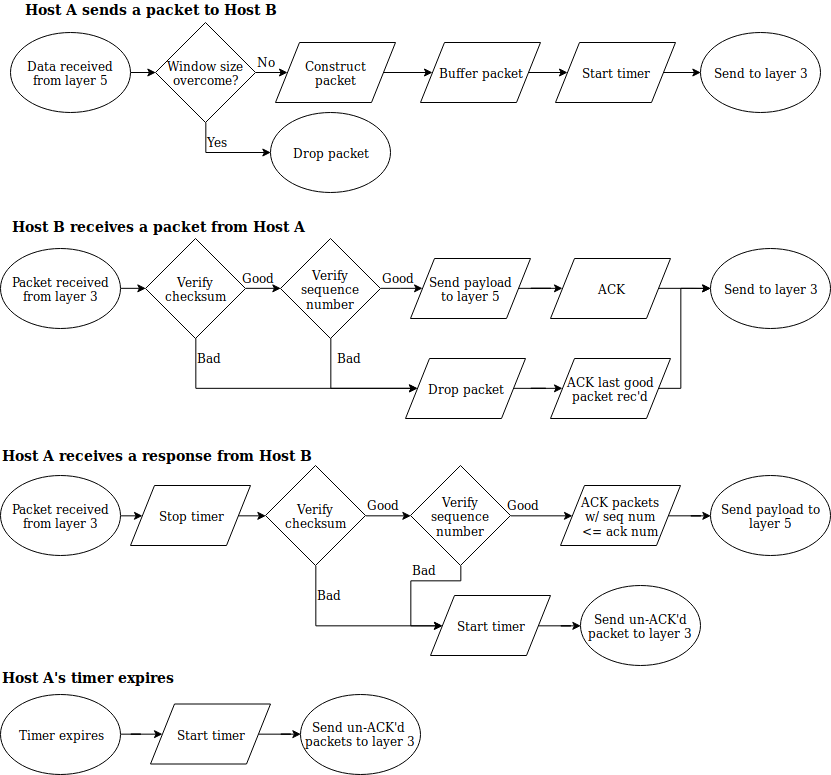 Host A sends a packet to Host B
Data received
from layer 5
Window size
overcome?
No
Construct
packet
Buffer packet
Start timer
Send to layer 3
Yes
Drop packet
Host B receives a packet from Host A
Packet received
from layer 3
Verify
checksum
Good
Verify
sequence
number
Good
Send payload
to layer 5
ACK
Send to layer 3
Bad
Bad
Drop packet
ACK last good
packet rec'd
Host A receives a response from Host B
Packet received
from layer 3
Stop timer
Verify
checksum
Good
Verify
sequence
number
Good
ACK packets
w/ seq num
<= ack num
Send payload to
layer 5
Bad
Bad
Start timer
Send un-ACK'd
packet to layer 3
Host A's timer expires
Timer expires
Start timer
Send un-ACK'd
packets to layer 3